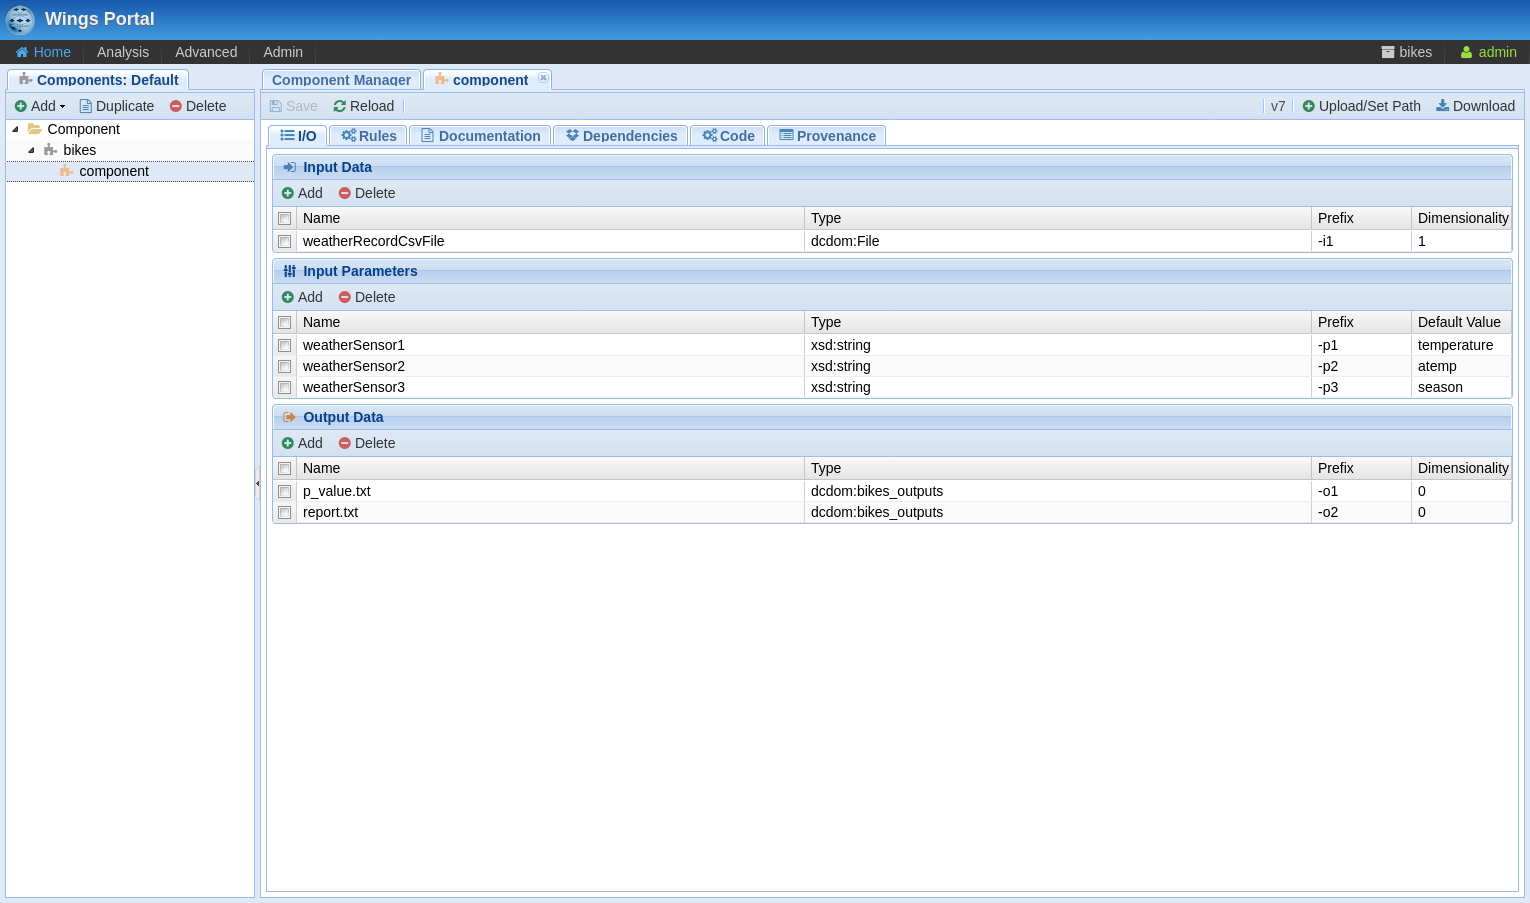 Wings Portal
Home Analysis Advanced Admin bikes admin
Components: Default Component Manager component
Add Duplicate Delete Save Reload v7 Upload/Set Path Download
Component
bikes
component
I/O Rules Documentation Dependencies Code Provenance
Input Data
Add Delete
Name Type Prefix Dimensionality
weatherRecordCsvFile dcdom:File -i1 1
Input Parameters
Add Delete
Name Type Prefix Default Value
weatherSensor1 xsd:string -p1 temperature
weatherSensor2 xsd:string -p2 atemp
weatherSensor3 xsd:string -p3 season
Output Data
Add Delete
Name Type Prefix Dimensionality
p_value.txt dcdom:bikes_outputs -o1 0
report.txt dcdom:bikes_outputs -o2 0